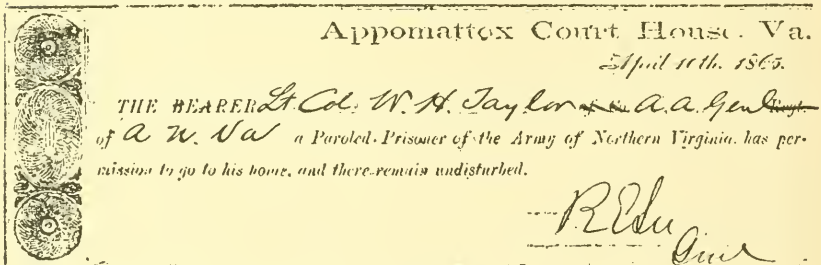 Appomattox Court House. Va.
April 10th. 1865.
THE BEARER Lt. Col. W. H. Taylor A. A. Genl
of A N. Va a Paroled Prisoner of the Army of Northern Virginia. has per-
mission to go to his home, and there remain undisturbed.
R E Lee
Genl